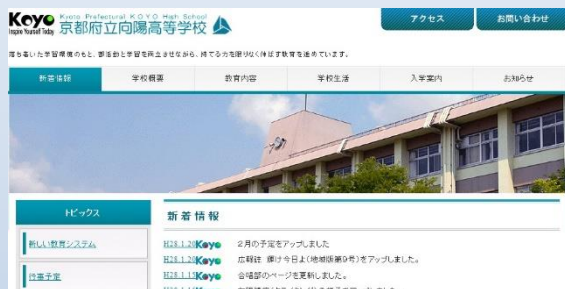 Koyo
Inspire Yourself Today
Kyoto Prefectural KOYO High School
京都府立向陽高等学校
アクセス
お問い合わせ
落ち着いた学習環境のもと、部活動と学習を両立させながら、持てる力を限りなく伸ばす教育を進めています。
新着情報
学校概要
教育内容
学校生活
入学案内
お知らせ
トピックス
新しい教育システム
行事予定
新着情報
H28.1.20 Koyo 2月の予定をアップしました
H28.1.20 Koyo 広報誌 輝け今日よ(地域版第9号)をアップしました。
H28.1.15 Koyo 合唱部のページを更新しました。